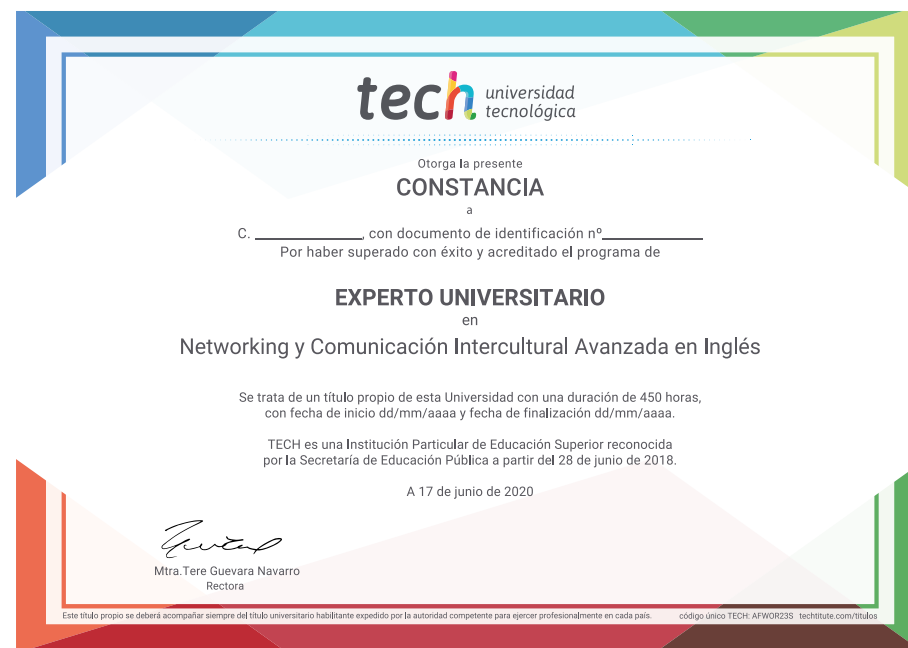 tech universidad
tecnológica
Otorga la presente
CONSTANCIA
a
C. ____________, con documento de identificación nº____________
Por haber superado con éxito y acreditado el programa de
EXPERTO UNIVERSITARIO
en
Networking y Comunicación Intercultural Avanzada en Inglés
Se trata de un título propio de esta Universidad con una duración de 450 horas,
con fecha de inicio dd/mm/aaaa y fecha de finalización dd/mm/aaaa.
TECH es una Institución Particular de Educación Superior reconocida
por la Secretaría de Educación Pública a partir del 28 de junio de 2018.
A 17 de junio de 2020
Mtra.Tere Guevara Navarro
Rectora
Este título propio se deberá acompañar siempre del título universitario habilitante expedido por la autoridad competente para ejercer profesionalmente en cada país. código único TECH: AFWOR23S techtitute.com/titulos